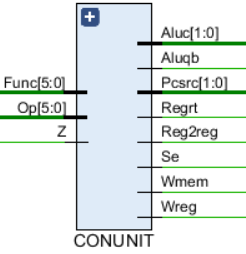 Func[5:0]
Op[5:0]
Z
Aluc[1:0]
Aluqb
Pcsrc[1:0]
Regrt
Reg2reg
Se
Wmem
Wreg
CONUNIT